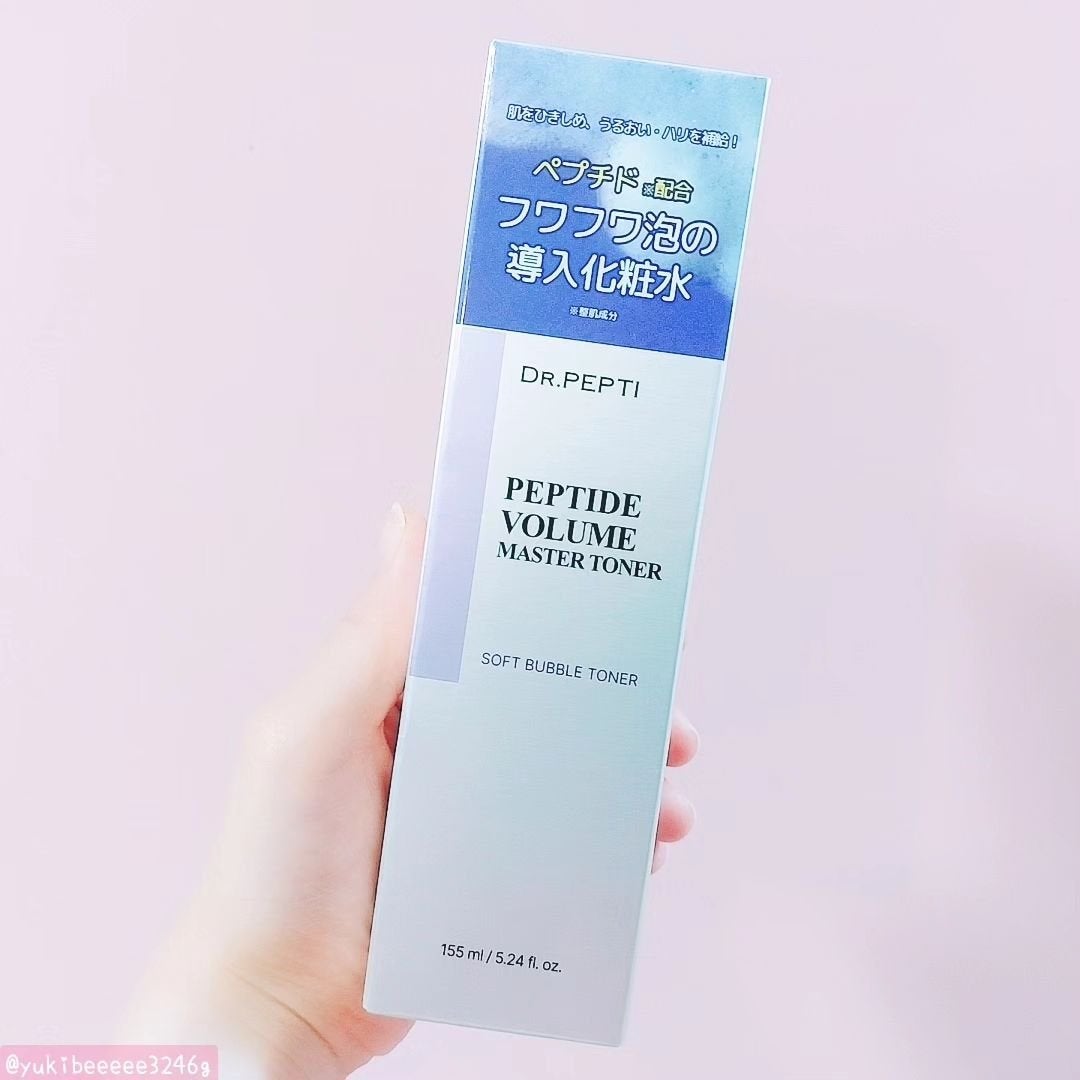 肌をひきしめ、うるおい・ハリを補給！
ペプチド ※配合
フワフワ泡の
導入化粧水
※整肌成分
DR.PEPTI
PEPTIDE
VOLUME
MASTER TONER
SOFT BUBBLE TONER
155 ml / 5.24 fl. oz.
@yukibeeeee3246g